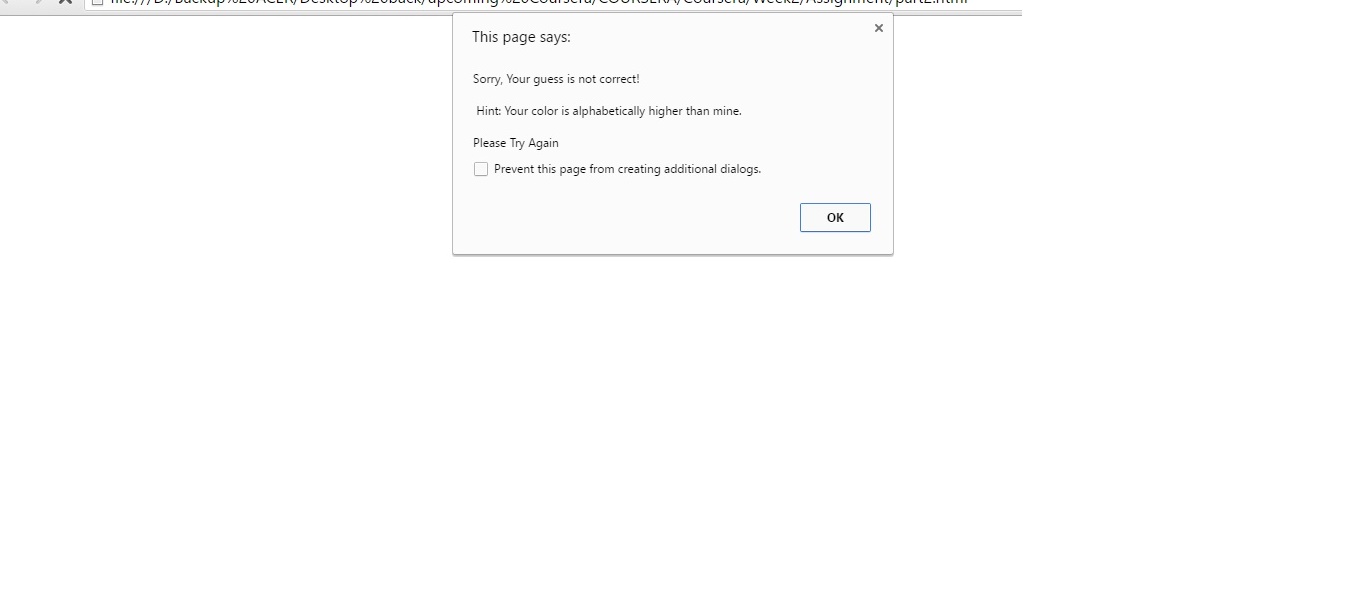 file:///D:/Backup%20ACER/Desktop%20back/upcoming%20Coursera/COURSERA/Coursera/Week2/Assignment/part2.html
This page says:
Sorry, Your guess is not correct!
Hint: Your color is alphabetically higher than mine.
Please Try Again
Prevent this page from creating additional dialogs.
OK